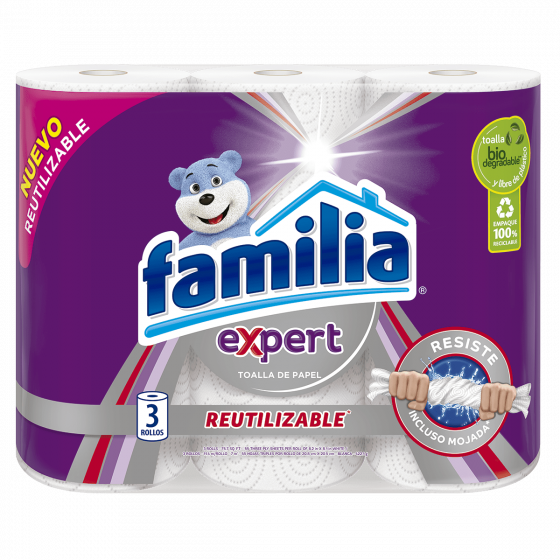 NUEVO
REUTILIZABLE
toalla
bio
degradable
y libre de plástico
EMPAQUE
100%
RECICLABLE
familia®
expert
TOALLA DE PAPEL
RESISTE
INCLUSO MOJADA*
3
ROLLOS
REUTILIZABLE*